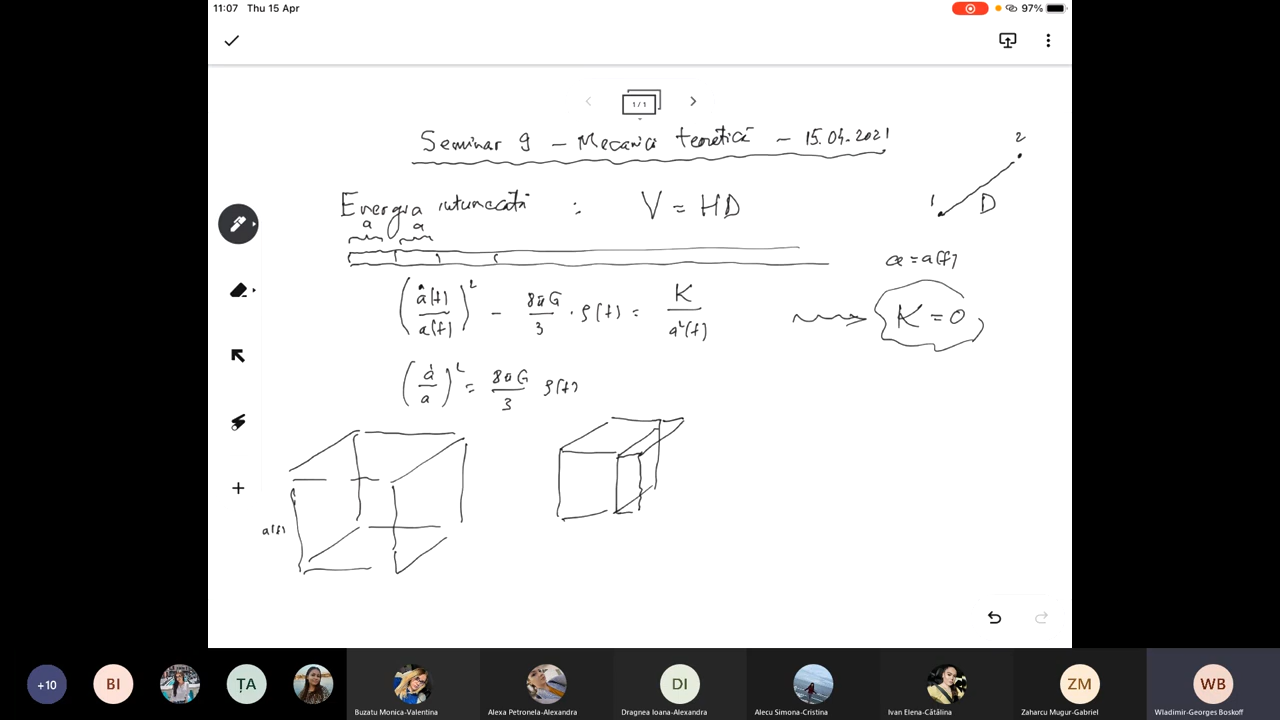 11:07 Thu 15 Apr
97%
1/1
Seminar 9 – Mecanică teoretică – 15.04.2021
2
Energia întunecată : V = HD
1 D
a a
a = a(t)
(ȧ(t)/a(t))² - 8πG/3 · ρ(t) = K/a²(t) K = 0
(ȧ/a)² = 8πG/3 ρ(t)
a(t)
+10
BI
ȚA
DI
ZM
WB
Buzatu Monica-Valentina
Alexa Petronela-Alexandra
Dragnea Ioana-Alexandra
Alecu Simona-Cristina
Ivan Elena-Cătălina
Zaharcu Mugur-Gabriel
Wladimir-Georges Boskoff